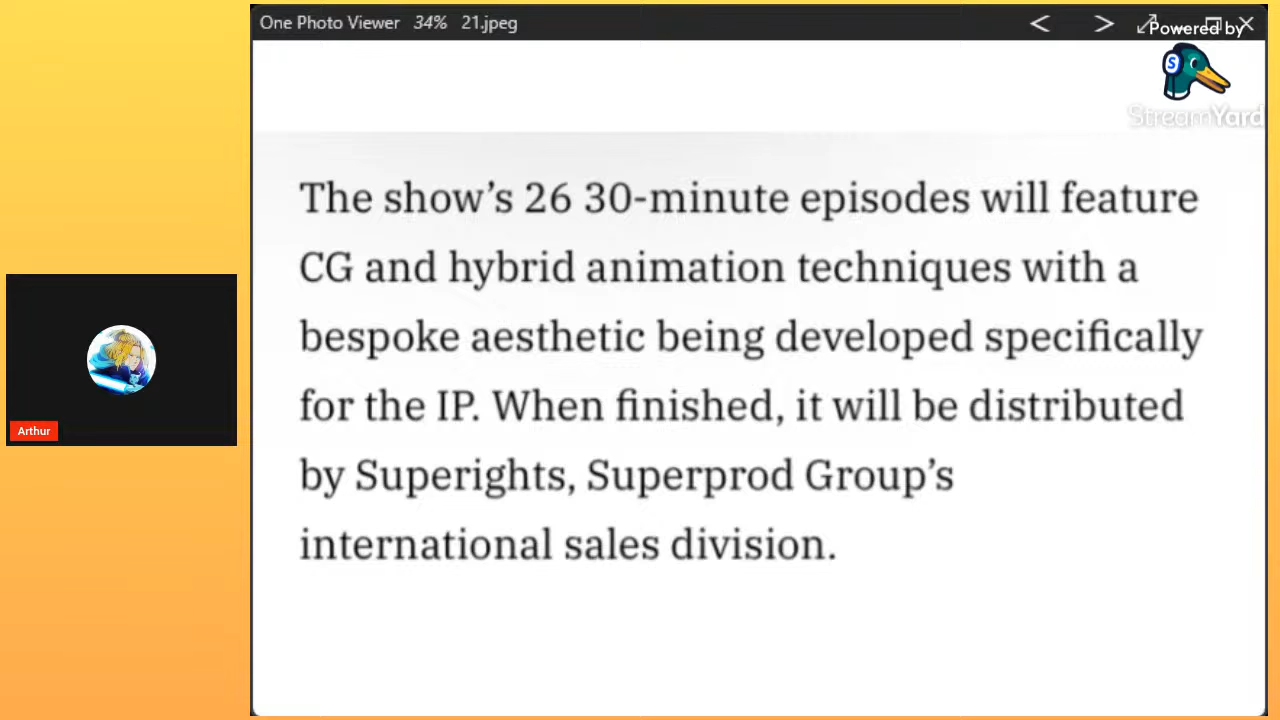 One Photo Viewer 34% 21.jpeg
Powered by
S
StreamYard
The show’s 26 30-minute episodes will feature
CG and hybrid animation techniques with a
bespoke aesthetic being developed specifically
for the IP. When finished, it will be distributed
by Superights, Superprod Group’s
international sales division.
Arthur